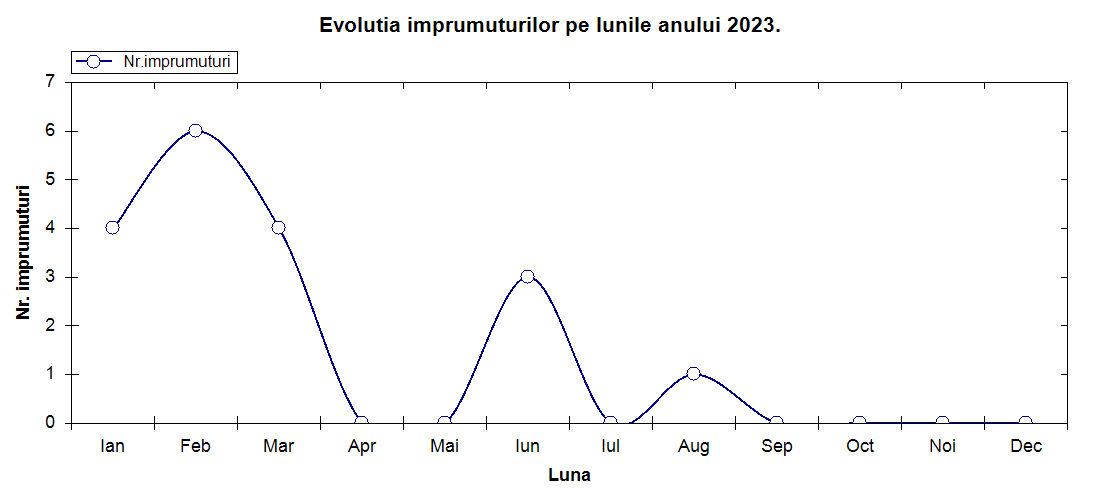 Evolutia imprumuturilor pe lunile anului 2023.
Nr.imprumuturi
7
6
5
4
3
2
1
0
Nr. imprumuturi
Ian Feb Mar Apr Mai Iun Iul Aug Sep Oct Noi Dec
Luna